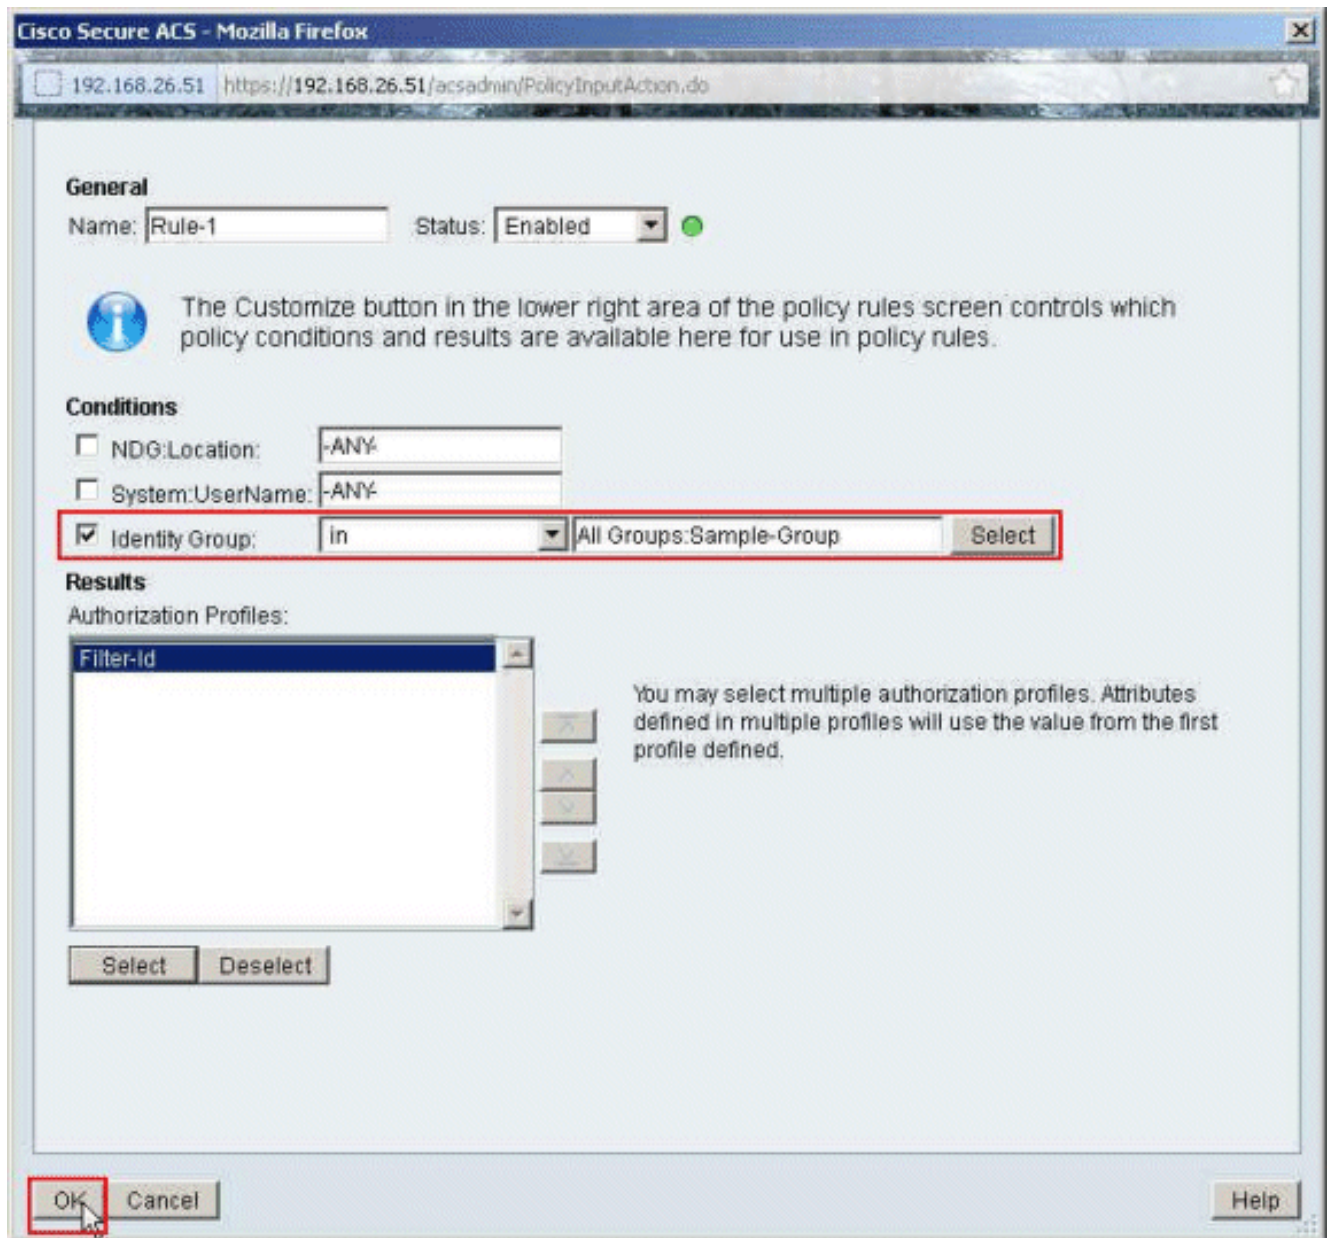 Cisco Secure ACS - Mozilla Firefox
192.168.26.51 https://192.168.26.51/acsadmin/PolicyInputAction.do
General
Name: Rule-1 Status: Enabled
The Customize button in the lower right area of the policy rules screen controls which
policy conditions and results are available here for use in policy rules.
Conditions
NDG:Location: -ANY-
System:UserName: -ANY-
Identity Group: in All Groups:Sample-Group Select
Results
Authorization Profiles:
Filter-Id
You may select multiple authorization profiles. Attributes
defined in multiple profiles will use the value from the first
profile defined.
Select Deselect
OK Cancel Help